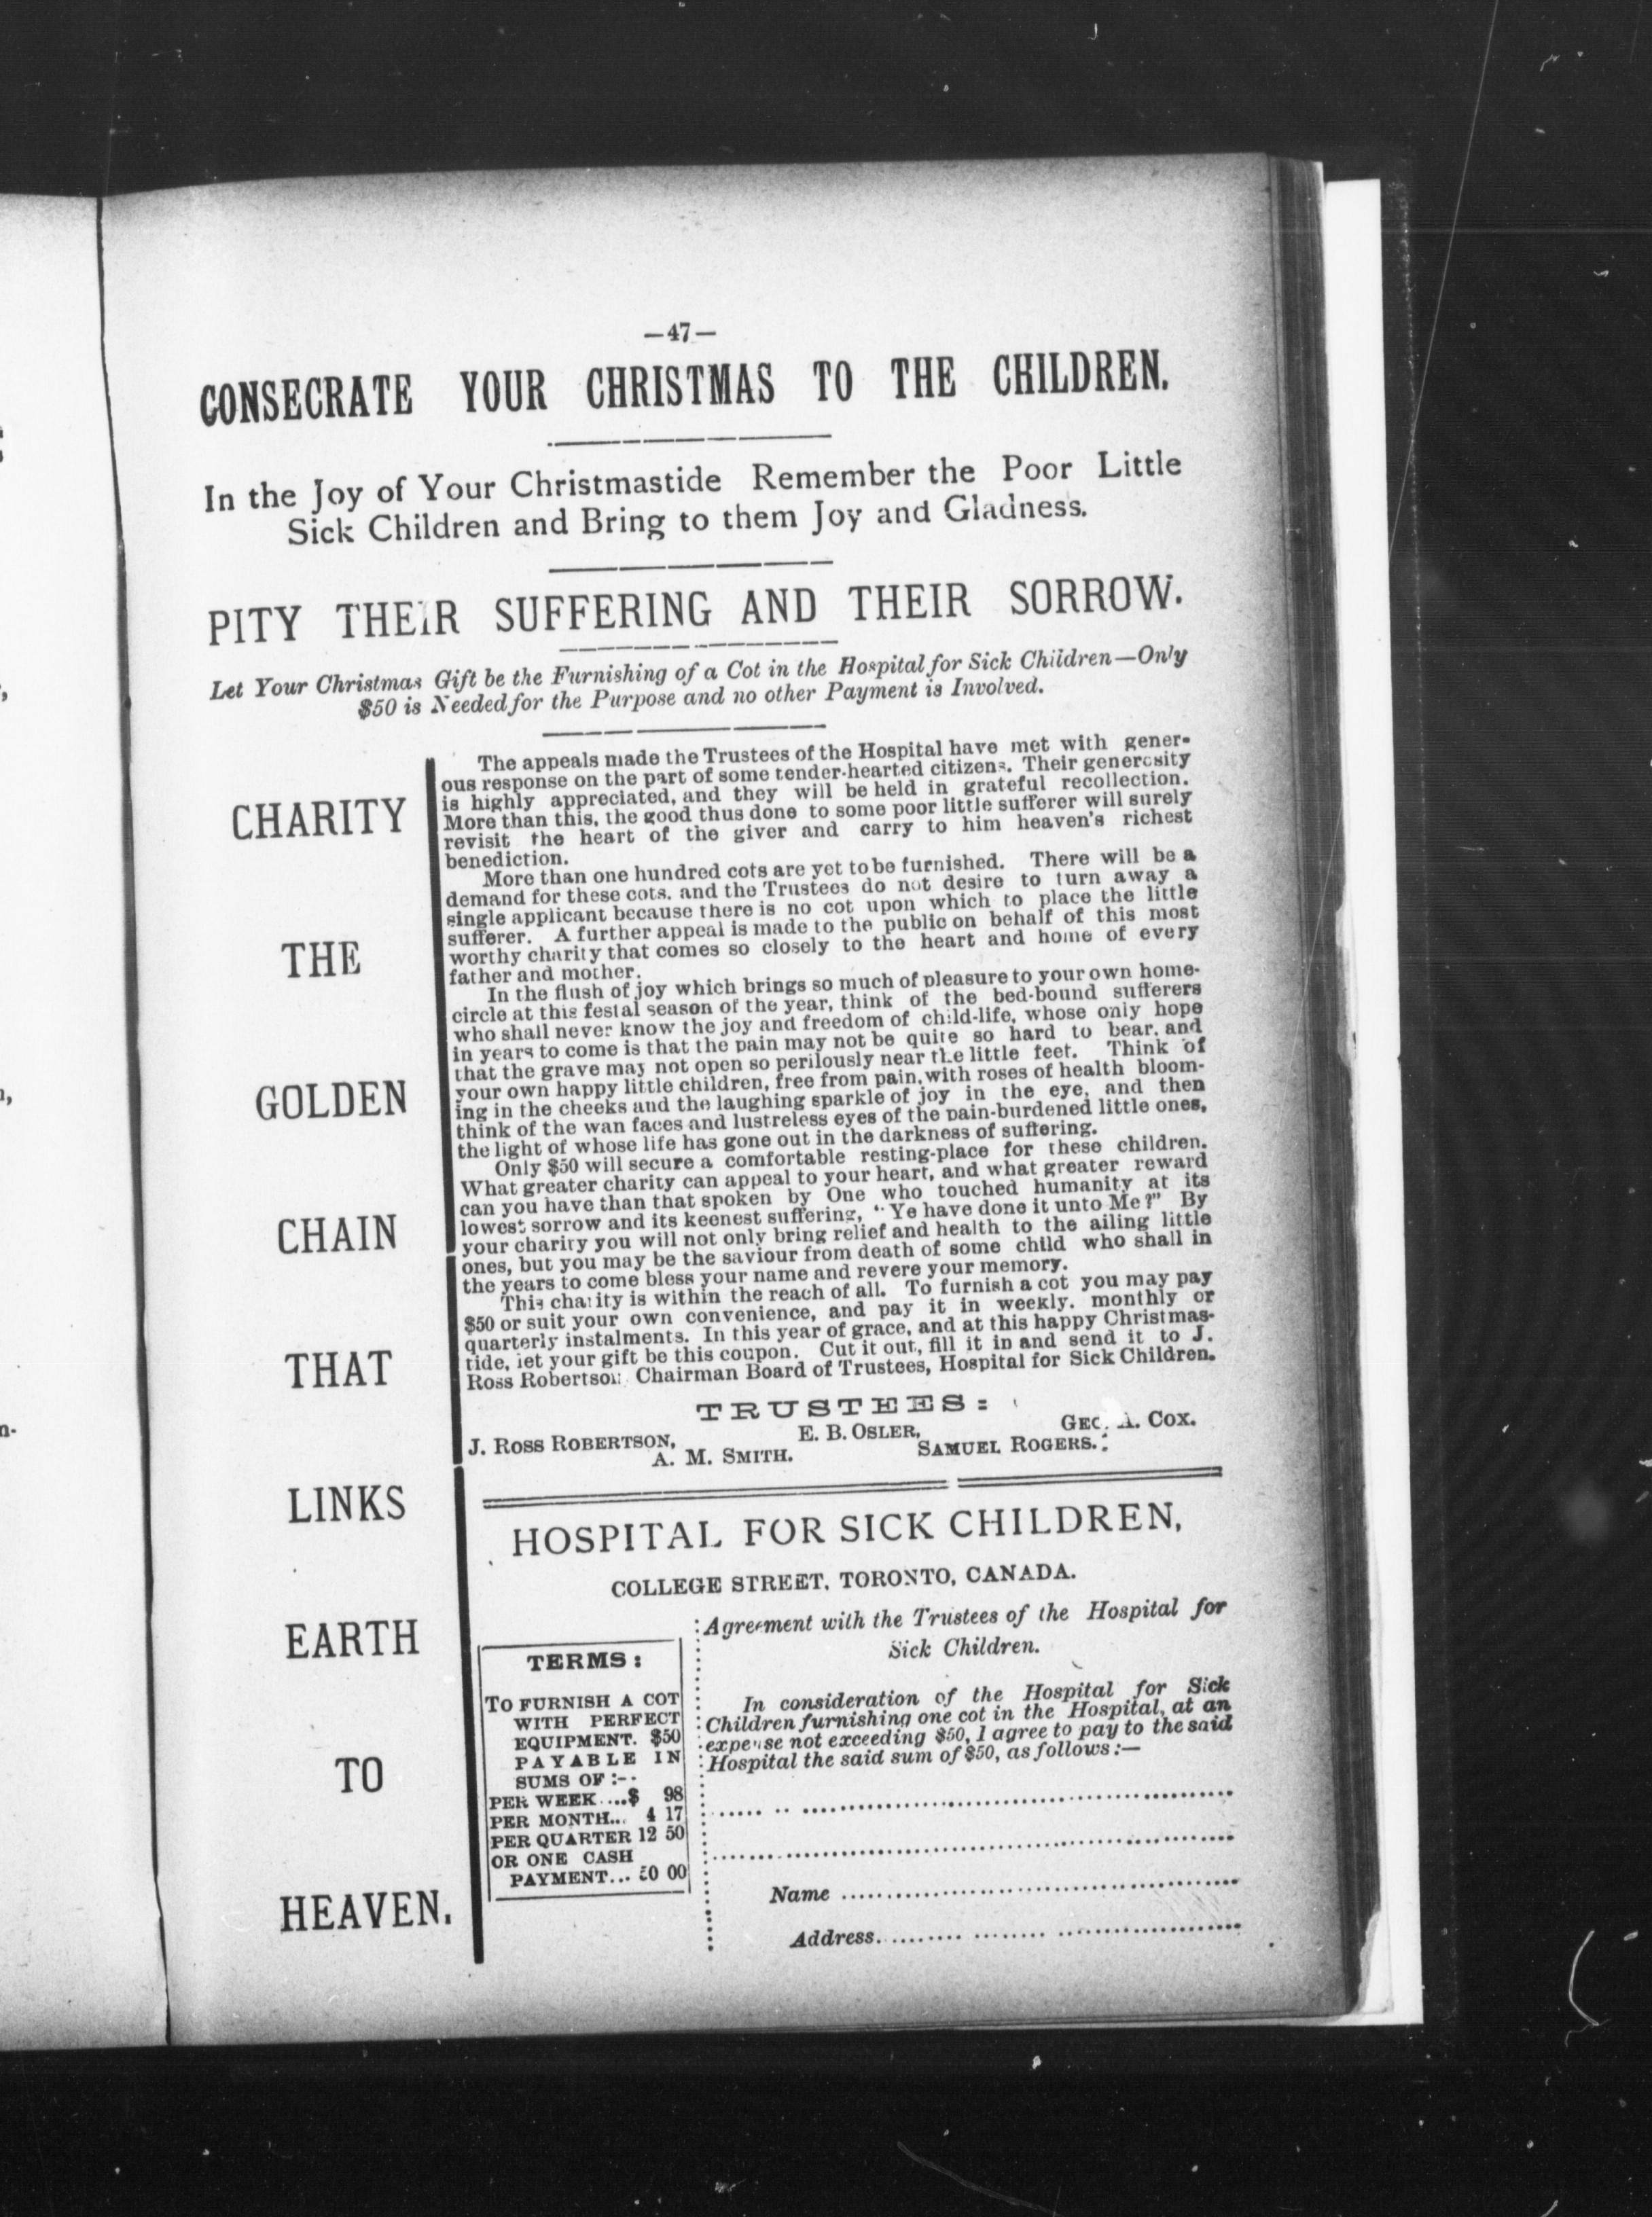 —47—
CONSECRATE YOUR CHRISTMAS TO THE CHILDREN.
In the Joy of Your Christmastide Remember the Poor Little
Sick Children and Bring to them Joy and Gladness.
PITY THEIR SUFFERING AND THEIR SORROW.
Let Your Christmas Gift be the Furnishing of a Cot in the Hospital for Sick Children—Only
$50 is Needed for the Purpose and no other Payment is Involved.
CHARITY
THE
GOLDEN
CHAIN
THAT
LINKS
EARTH
TO
HEAVEN.
The appeals made the Trustees of the Hospital have met with gener-
ous response on the part of some tender-hearted citizens. Their generosity
is highly appreciated, and they will be held in grateful recollection.
More than this, the good thus done to some poor little sufferer will surely
revisit the heart of the giver and carry to him heaven's richest
benediction.
More than one hundred cots are yet to be furnished. There will be a
demand for these cots, and the Trustees do not desire to turn away a
single applicant because there is no cot upon which to place the little
sufferer. A further appeal is made to the public on behalf of this most
worthy charity that comes so closely to the heart and home of every
father and mother.
In the flush of joy which brings so much of pleasure to your own home-
circle at this festal season of the year, think of the bed-bound sufferers
who shall never know the joy and freedom of child-life, whose only hope
in years to come is that the pain may not be quite so hard to bear, and
that the grave may not open so perilously near the little feet. Think of
your own happy little children, free from pain, with roses of health bloom-
ing in the cheeks and the laughing sparkle of joy in the eye, and then
think of the wan faces and lustreless eyes of the pain-burdened little ones,
the light of whose life has gone out in the darkness of suffering.
Only $50 will secure a comfortable resting-place for these children.
What greater charity can appeal to your heart, and what greater reward
can you have than that spoken by One who touched humanity at its
lowest sorrow and its keenest suffering, "Ye have done it unto Me?" By
your charity you will not only bring relief and health to the ailing little
ones, but you may be the saviour from death of some child who shall in
the years to come bless your name and revere your memory.
This charity is within the reach of all. To furnish a cot you may pay
$50 or suit your own convenience, and pay it in weekly, monthly or
quarterly instalments. In this year of grace, and at this happy Christmas-
tide, let your gift be this coupon. Cut it out, fill it in and send it to J.
Ross Robertson, Chairman Board of Trustees, Hospital for Sick Children.
TRUSTEES:
J. ROSS ROBERTSON, E. B. OSLER, GEO. A. COX.
A. M. SMITH. SAMUEL ROGERS.
HOSPITAL FOR SICK CHILDREN,
COLLEGE STREET, TORONTO, CANADA.
TERMS:
TO FURNISH A COT
WITH PERFECT
EQUIPMENT. $50
PAYABLE IN
SUMS OF:--
PER WEEK....$ 98
PER MONTH... 4 17
PER QUARTER 12 50
OR ONE CASH
PAYMENT... 50 00
Agreement with the Trustees of the Hospital for
Sick Children.
In consideration of the Hospital for Sick
Children furnishing one cot in the Hospital, at an
expense not exceeding $50, I agree to pay to the said
Hospital the said sum of $50, as follows:—
Name
Address